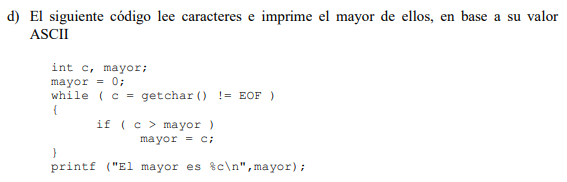 d) El siguiente código lee caracteres e imprime el mayor de ellos, en base a su valor
ASCII
int c, mayor;
mayor = 0;
while ( c = getchar() != EOF )
{
if ( c > mayor )
mayor = c;
}
printf ("El mayor es %c\n",mayor);